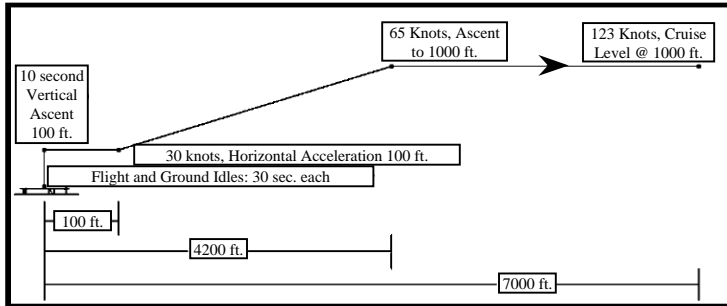 65 Knots, Ascent
to 1000 ft.
123 Knots, Cruise
Level @ 1000 ft.
10 second
Vertical
Ascent
100 ft.
30 knots, Horizontal Acceleration 100 ft.
Flight and Ground Idles: 30 sec. each
100 ft.
4200 ft.
7000 ft.